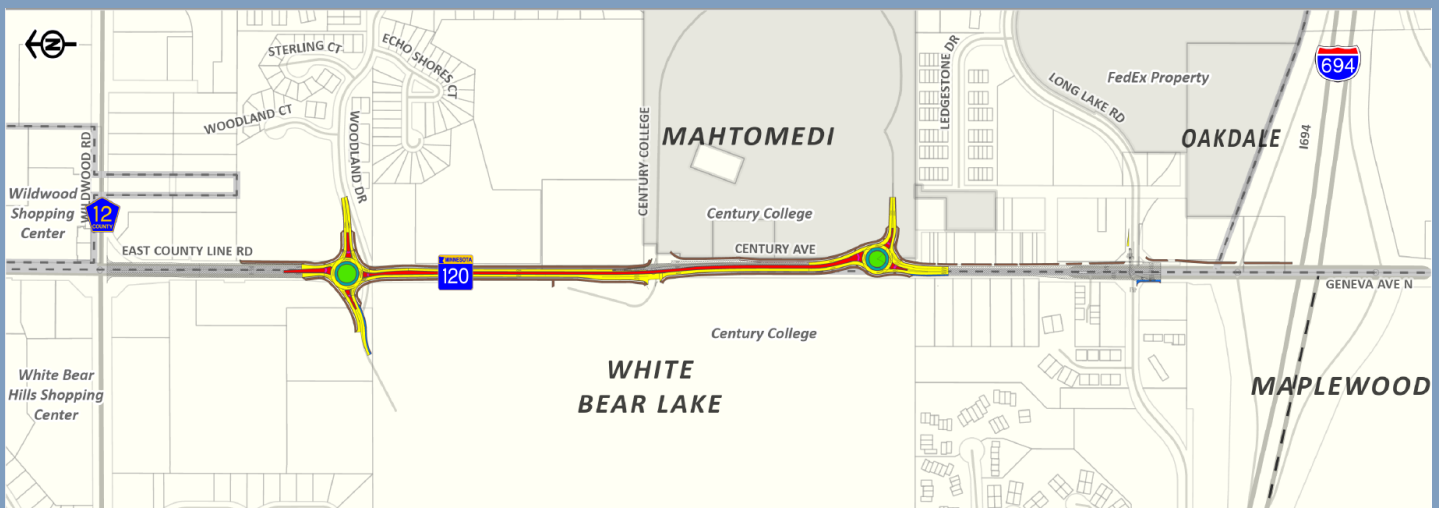 N
STERLING CT
ECHO SHORES CT
WOODLAND CT
WOODLAND DR
WILDWOOD RD
Wildwood
Shopping
Center
12
COUNTY
EAST COUNTY LINE RD
MINNESOTA
120
CENTURY COLLEGE
MAHTOMEDI
Century College
CENTURY AVE
LEDGESTONE DR
LONG LAKE RD
FedEx Property
OAKDALE
I694
694
GENEVA AVE N
Century College
WHITE
BEAR LAKE
White Bear
Hills Shopping
Center
MAPLEWOOD